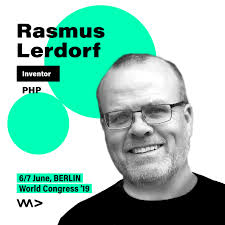 Rasmus
Lerdorf
Inventor
PHP
6/7 June, BERLIN
World Congress '19